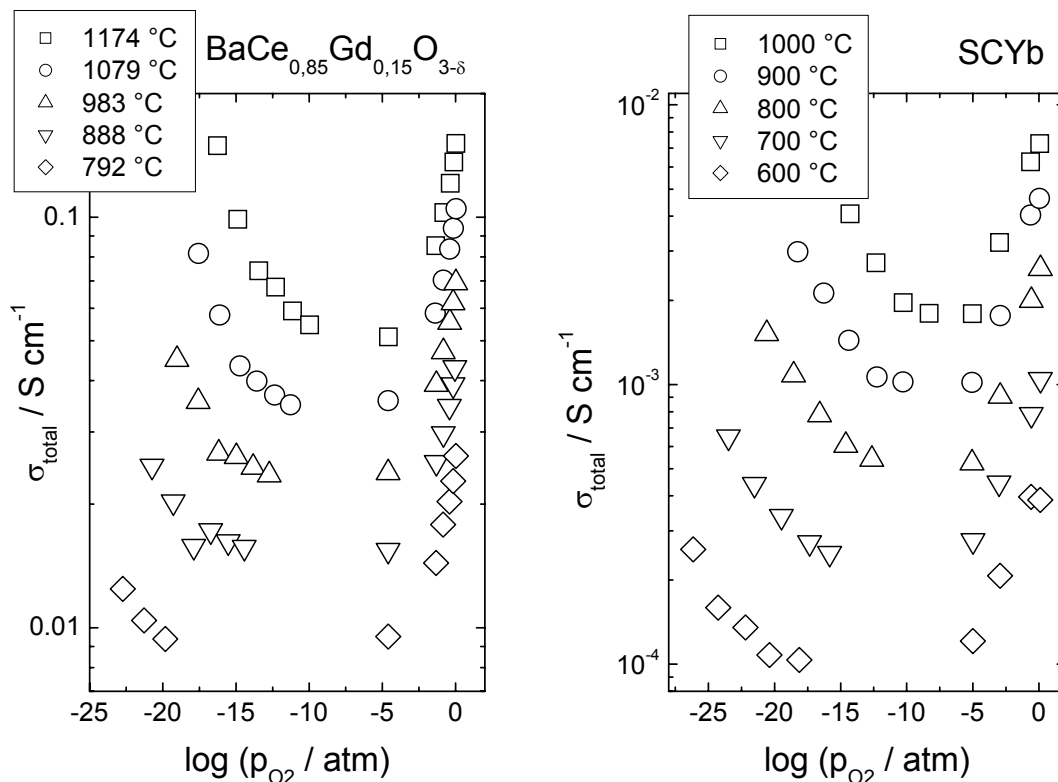 1174 °C
1079 °C
983 °C
888 °C
792 °C
BaCe0,85Gd0,15O3-δ
0.1
0.01
σtotal / S cm-1
-25 -20 -15 -10 -5 0
log (pO2 / atm)
1000 °C
900 °C
800 °C
700 °C
600 °C
SCYb
10-2
10-3
10-4
σtotal / S cm-1
-25 -20 -15 -10 -5 0
log (pO2 / atm)